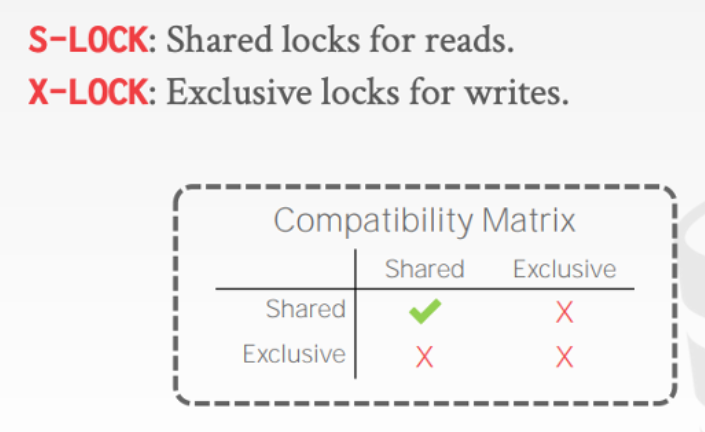 S-LOCK: Shared locks for reads.
X-LOCK: Exclusive locks for writes.
Compatibility Matrix
Shared Exclusive
Shared ✔ X
Exclusive X X